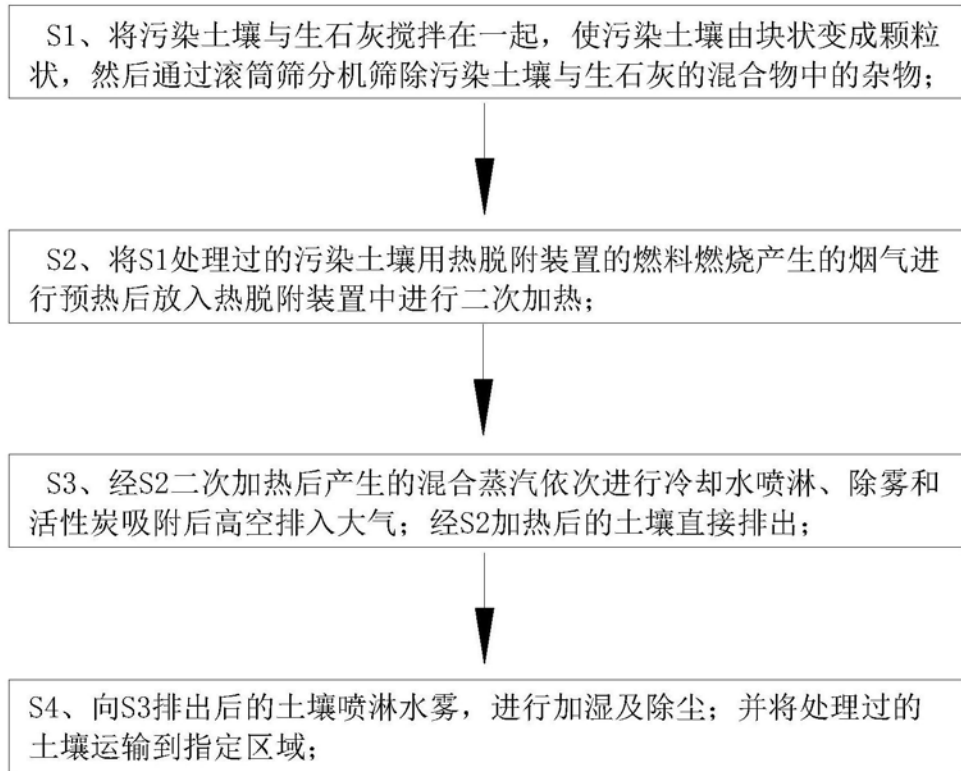 S1、将污染土壤与生石灰搅拌在一起，使污染土壤由块状变成颗粒
状，然后通过滚筒筛分机筛除污染土壤与生石灰的混合物中的杂物；
S2、将S1处理过的污染土壤用热脱附装置的燃料燃烧产生的烟气进
行预热后放入热脱附装置中进行二次加热；
S3、经S2二次加热后产生的混合蒸汽依次进行冷却水喷淋、除雾和
活性炭吸附后高空排入大气；经S2加热后的土壤直接排出；
S4、向S3排出后的土壤喷淋水雾，进行加湿及除尘；并将处理过的
土壤运输到指定区域；